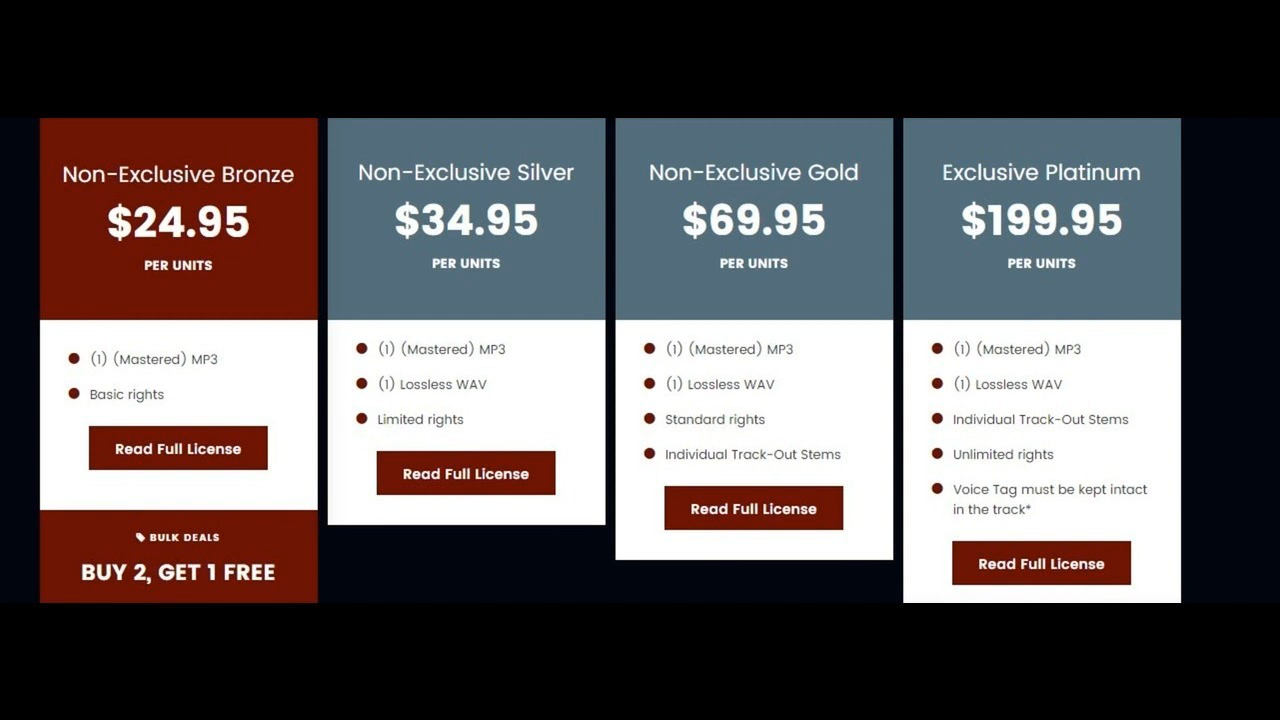 Non-Exclusive Bronze
$24.95
PER UNITS
(1) (Mastered) MP3
Basic rights
Read Full License
BULK DEALS
BUY 2, GET 1 FREE
Non-Exclusive Silver
$34.95
PER UNITS
(1) (Mastered) MP3
(1) Lossless WAV
Limited rights
Read Full License
Non-Exclusive Gold
$69.95
PER UNITS
(1) (Mastered) MP3
(1) Lossless WAV
Standard rights
Individual Track-Out Stems
Read Full License
Exclusive Platinum
$199.95
PER UNITS
(1) (Mastered) MP3
(1) Lossless WAV
Individual Track-Out Stems
Unlimited rights
Voice Tag must be kept intact
in the track*
Read Full License